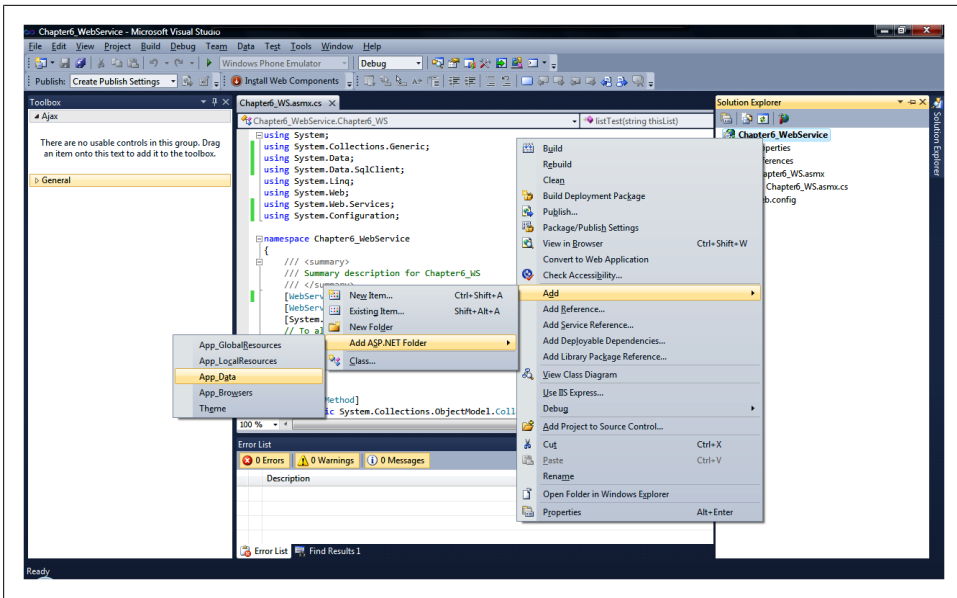 Chapter6_WebService - Microsoft Visual Studio
File Edit View Project Build Debug Team Data Test Tools Window Help
Windows Phone Emulator Debug
Publish: Create Publish Settings Install Web Components
Toolbox
Ajax
There are no usable controls in this group. Drag
an item onto this text to add it to the toolbox.
General
Chapter6_WS.asmx.cs
Chapter6_WebService.Chapter6_WS listTest(string thisList)
using System;
using System.Collections.Generic;
using System.Data;
using System.Data.SqlClient;
using System.Linq;
using System.Web;
using System.Web.Services;
using System.Configuration;
namespace Chapter6_WebService
{
/// <summary>
/// Summary description for Chapter6_WS
/// </summary>
[WebServ
[WebServ
[System.
// To al
Method]
ic System.Collections.ObjectModel.Coll
100 %
New Item... Ctrl+Shift+A
Existing Item... Shift+Alt+A
New Folder
Add ASP.NET Folder
Class...
App_GlobalResources
App_LocalResources
App_Data
App_Browsers
Theme
Build
Rebuild
Clean
Build Deployment Package
Publish...
Package/Publish Settings
View in Browser Ctrl+Shift+W
Convert to Web Application
Check Accessibility...
Add
Add Reference...
Add Service Reference...
Add Deployable Dependencies...
Add Library Package Reference...
View Class Diagram
Use IIS Express...
Debug
Add Project to Source Control...
Cut Ctrl+X
Paste Ctrl+V
Rename
Open Folder in Windows Explorer
Properties Alt+Enter
Solution Explorer
Chapter6_WebService
perties
ferences
apter6_WS.asmx
Chapter6_WS.asmx.cs
b.config
Solution Explorer
Error List
0 Errors 0 Warnings 0 Messages
Description
Error List Find Results 1
Ready